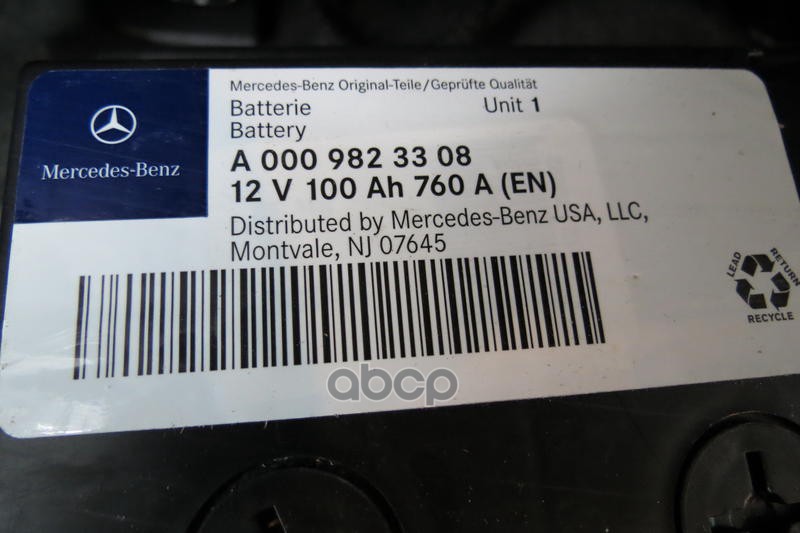 Mercedes-Benz Original-Teile/Geprüfte Qualität
Batterie Unit 1
Battery
Mercedes-Benz
A 000 982 33 08
12 V 100 Ah 760 A (EN)
Distributed by Mercedes-Benz USA, LLC,
Montvale, NJ 07645
LEAD RETURN
RECYCLE
abcp